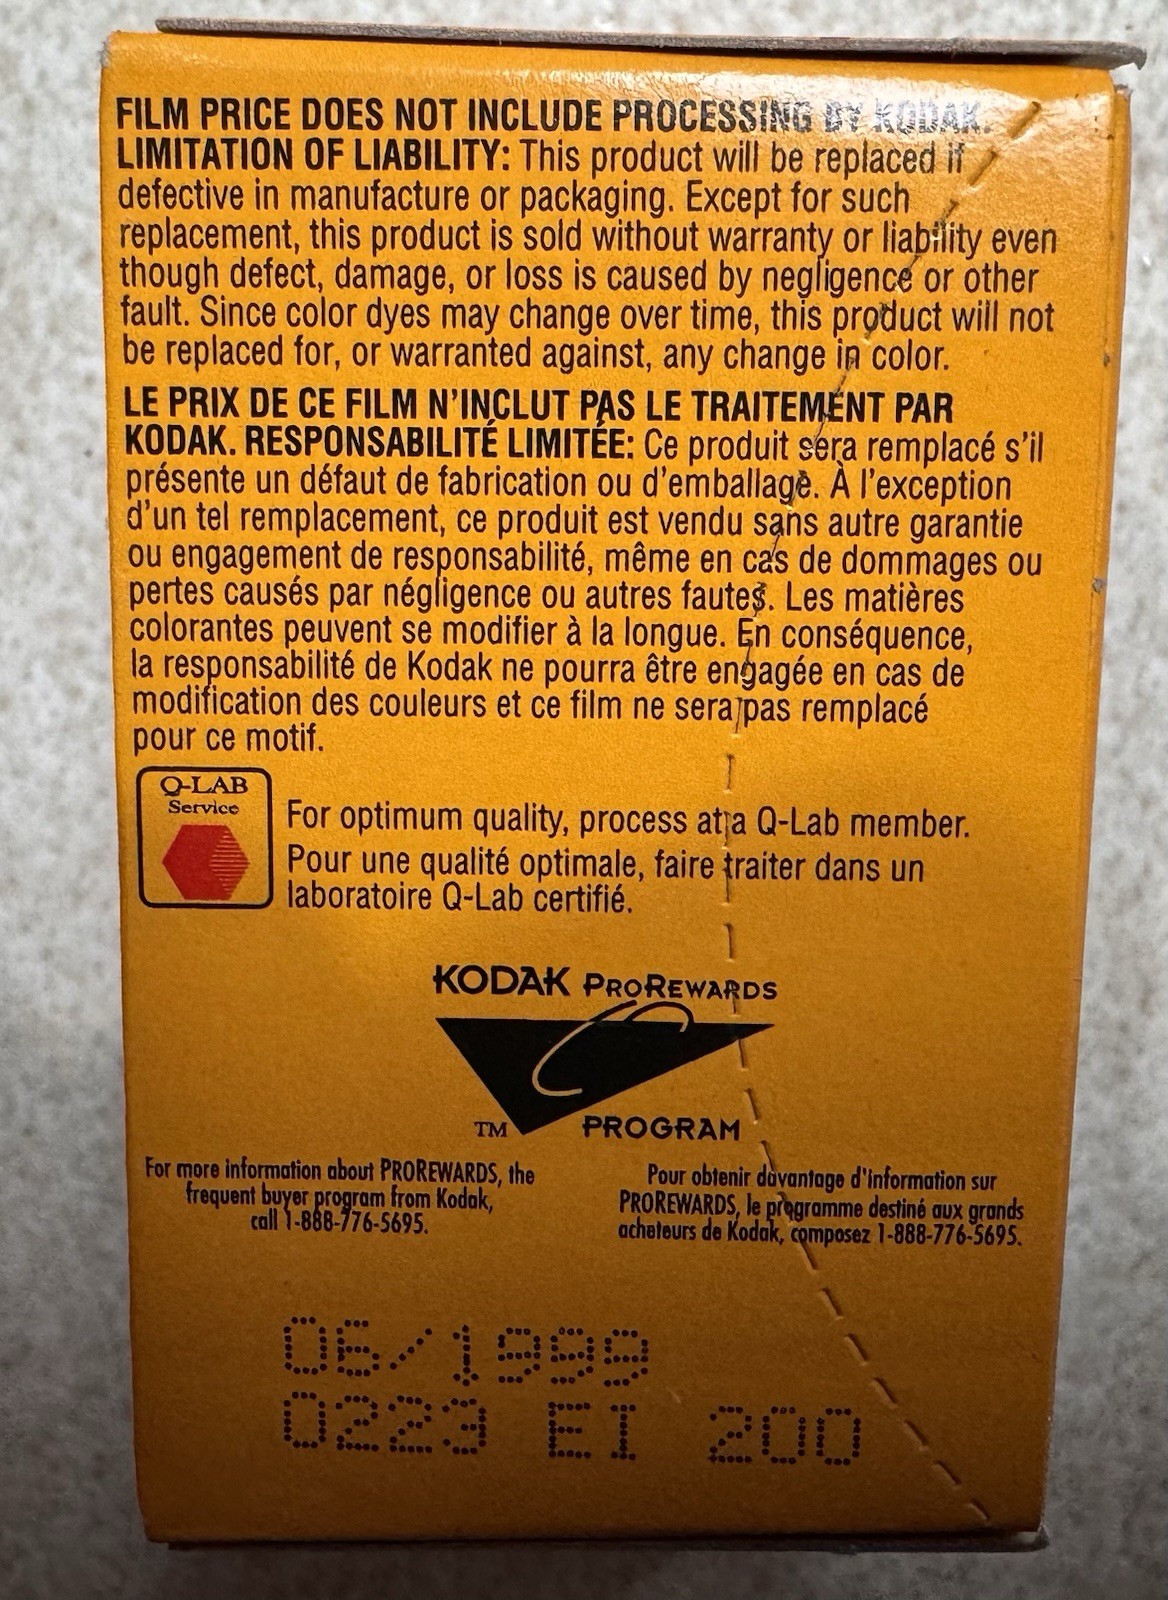 FILM PRICE DOES NOT INCLUDE PROCESSING BY KODAK.
LIMITATION OF LIABILITY: This product will be replaced if
defective in manufacture or packaging. Except for such
replacement, this product is sold without warranty or liability even
though defect, damage, or loss is caused by negligence or other
fault. Since color dyes may change over time, this product will not
be replaced for, or warranted against, any change in color.
LE PRIX DE CE FILM N'INCLUT PAS LE TRAITEMENT PAR
KODAK. RESPONSABILITÉ LIMITÉE: Ce produit sera remplacé s'il
présente un défaut de fabrication ou d'emballage. À l'exception
d'un tel remplacement, ce produit est vendu sans autre garantie
ou engagement de responsabilité, même en cas de dommages ou
pertes causés par négligence ou autres fautes. Les matières
colorantes peuvent se modifier à la longue. En conséquence,
la responsabilité de Kodak ne pourra être engagée en cas de
modification des couleurs et ce film ne sera pas remplacé
pour ce motif.
Q-LAB
Service
For optimum quality, process at a Q-Lab member.
Pour une qualité optimale, faire traiter dans un
laboratoire Q-Lab certifié.
KODAK PROREWARDS
TM PROGRAM
For more information about PROREWARDS, the
frequent buyer program from Kodak,
call 1-888-776-5695.
Pour obtenir davantage d'information sur
PROREWARDS, le programme destiné aux grands
acheteurs de Kodak, composez 1-888-776-5695.
06/1999
0223 EI 200